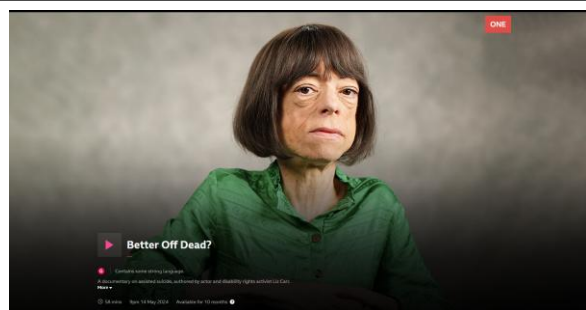 ONE
Better Off Dead?
G Contains some strong language
A documentary on assisted suicide, authored by actor and disability rights activist Liz Carr.
More
58 mins 9pm 14 May 2024 Available for 10 months ?